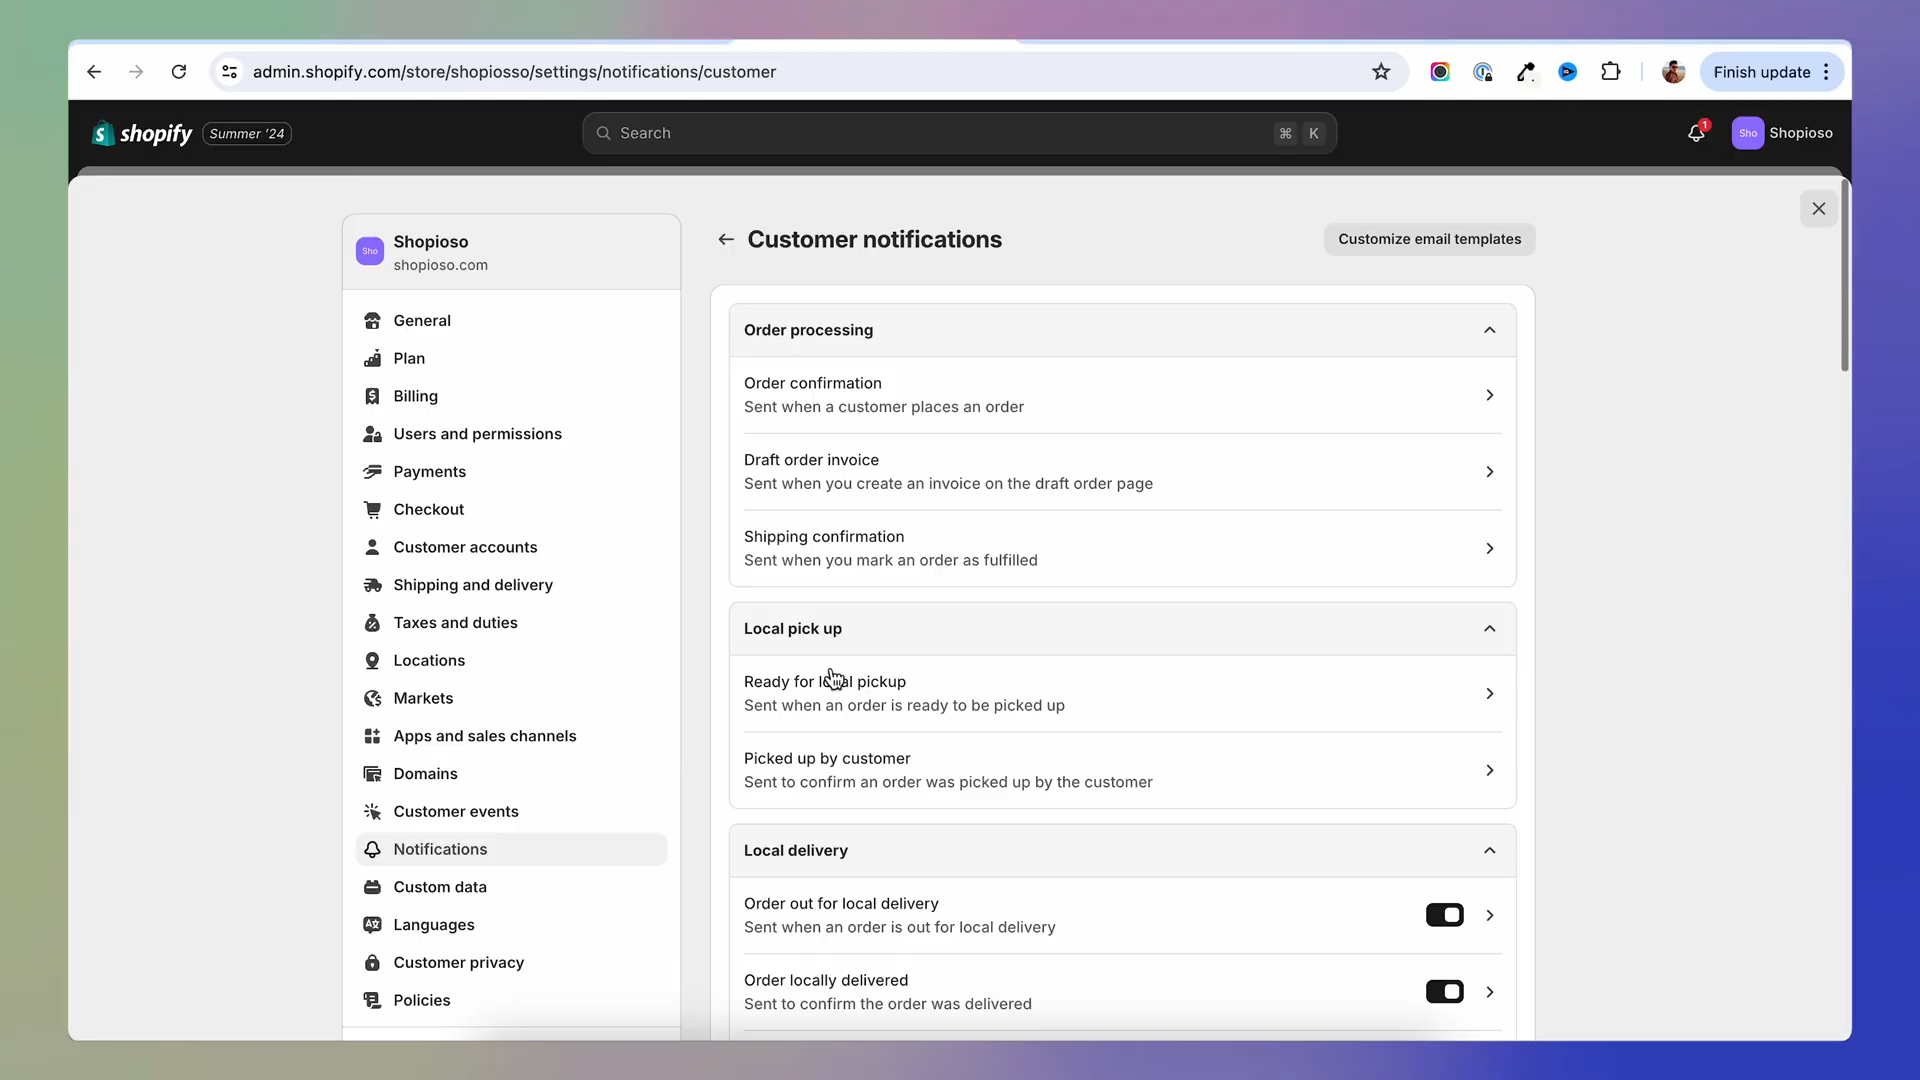 admin.shopify.com/store/shopiosso/settings/notifications/customer
Finish update
shopify
Summer '24
Search
⌘ K
1
Sho
Shopioso
Sho
Shopioso
shopioso.com
General
Plan
Billing
Users and permissions
Payments
Checkout
Customer accounts
Shipping and delivery
Taxes and duties
Locations
Markets
Apps and sales channels
Domains
Customer events
Notifications
Custom data
Languages
Customer privacy
Policies
Customer notifications
Customize email templates
Order processing
Order confirmation
Sent when a customer places an order
Draft order invoice
Sent when you create an invoice on the draft order page
Shipping confirmation
Sent when you mark an order as fulfilled
Local pick up
Ready for local pickup
Sent when an order is ready to be picked up
Picked up by customer
Sent to confirm an order was picked up by the customer
Local delivery
Order out for local delivery
Sent when an order is out for local delivery
Order locally delivered
Sent to confirm the order was delivered